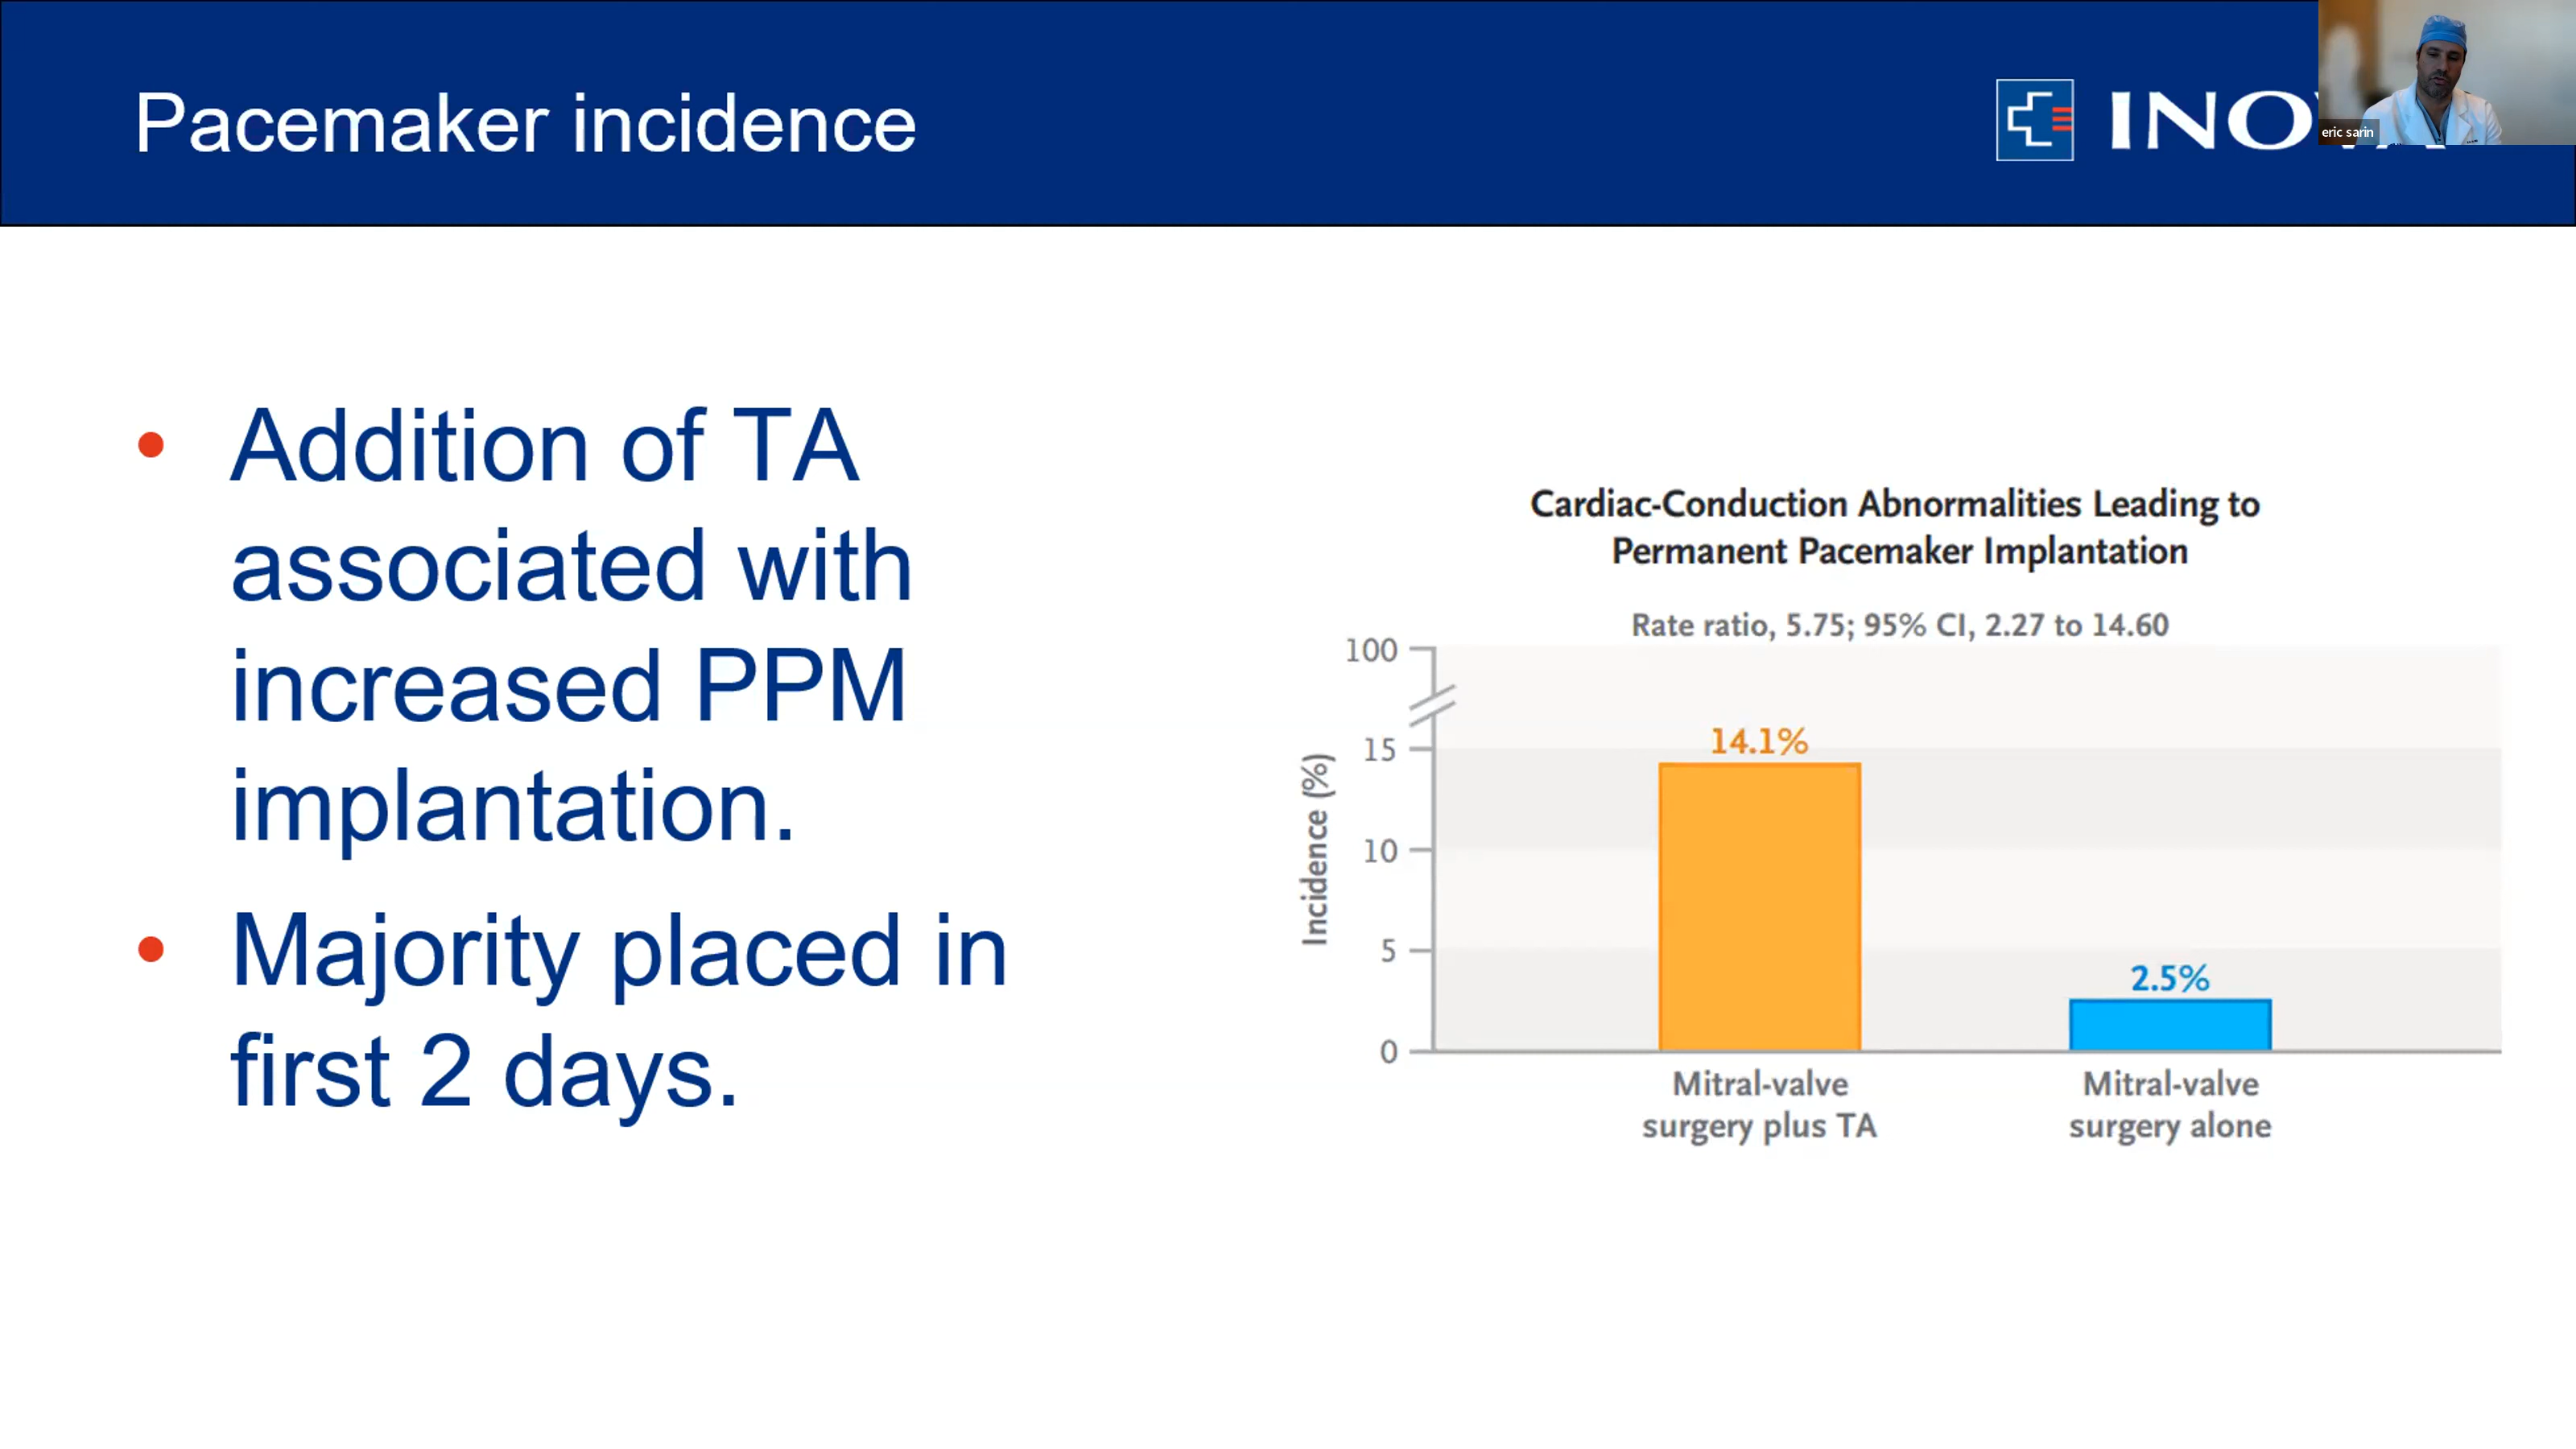 Pacemaker incidence
eric sarin
• Addition of TA
associated with
increased PPM
implantation.
• Majority placed in
first 2 days.
Cardiac-Conduction Abnormalities Leading to
Permanent Pacemaker Implantation
Rate ratio, 5.75; 95% CI, 2.27 to 14.60
Incidence (%)
100
15
10
5
0
14.1%
2.5%
Mitral-valve
surgery plus TA
Mitral-valve
surgery alone